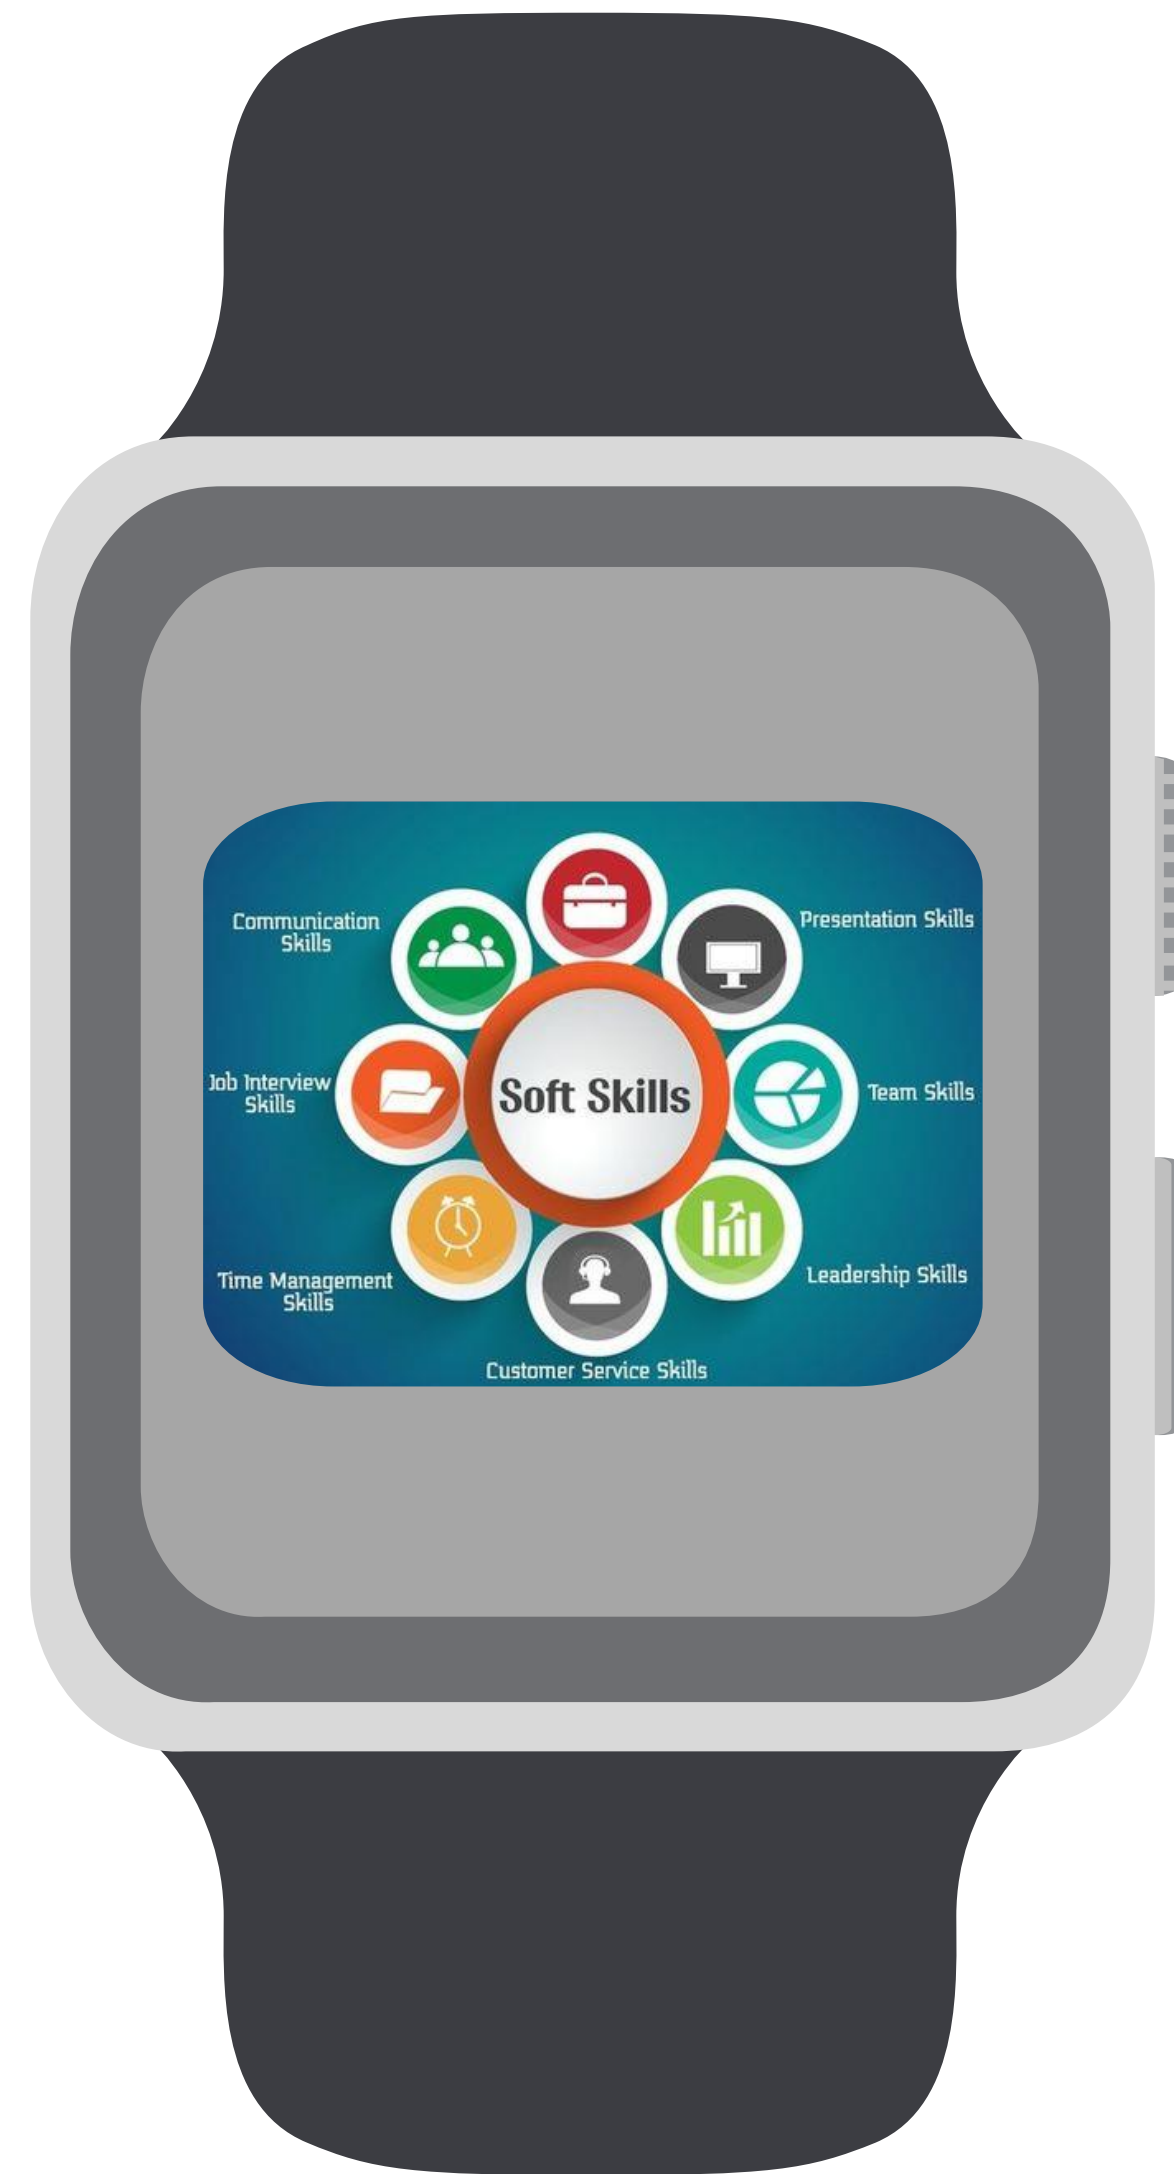 Communication
Skills
Presentation Skills
Job Interview
Skills
Soft Skills
Team Skills
Time Management
Skills
Leadership Skills
Customer Service Skills